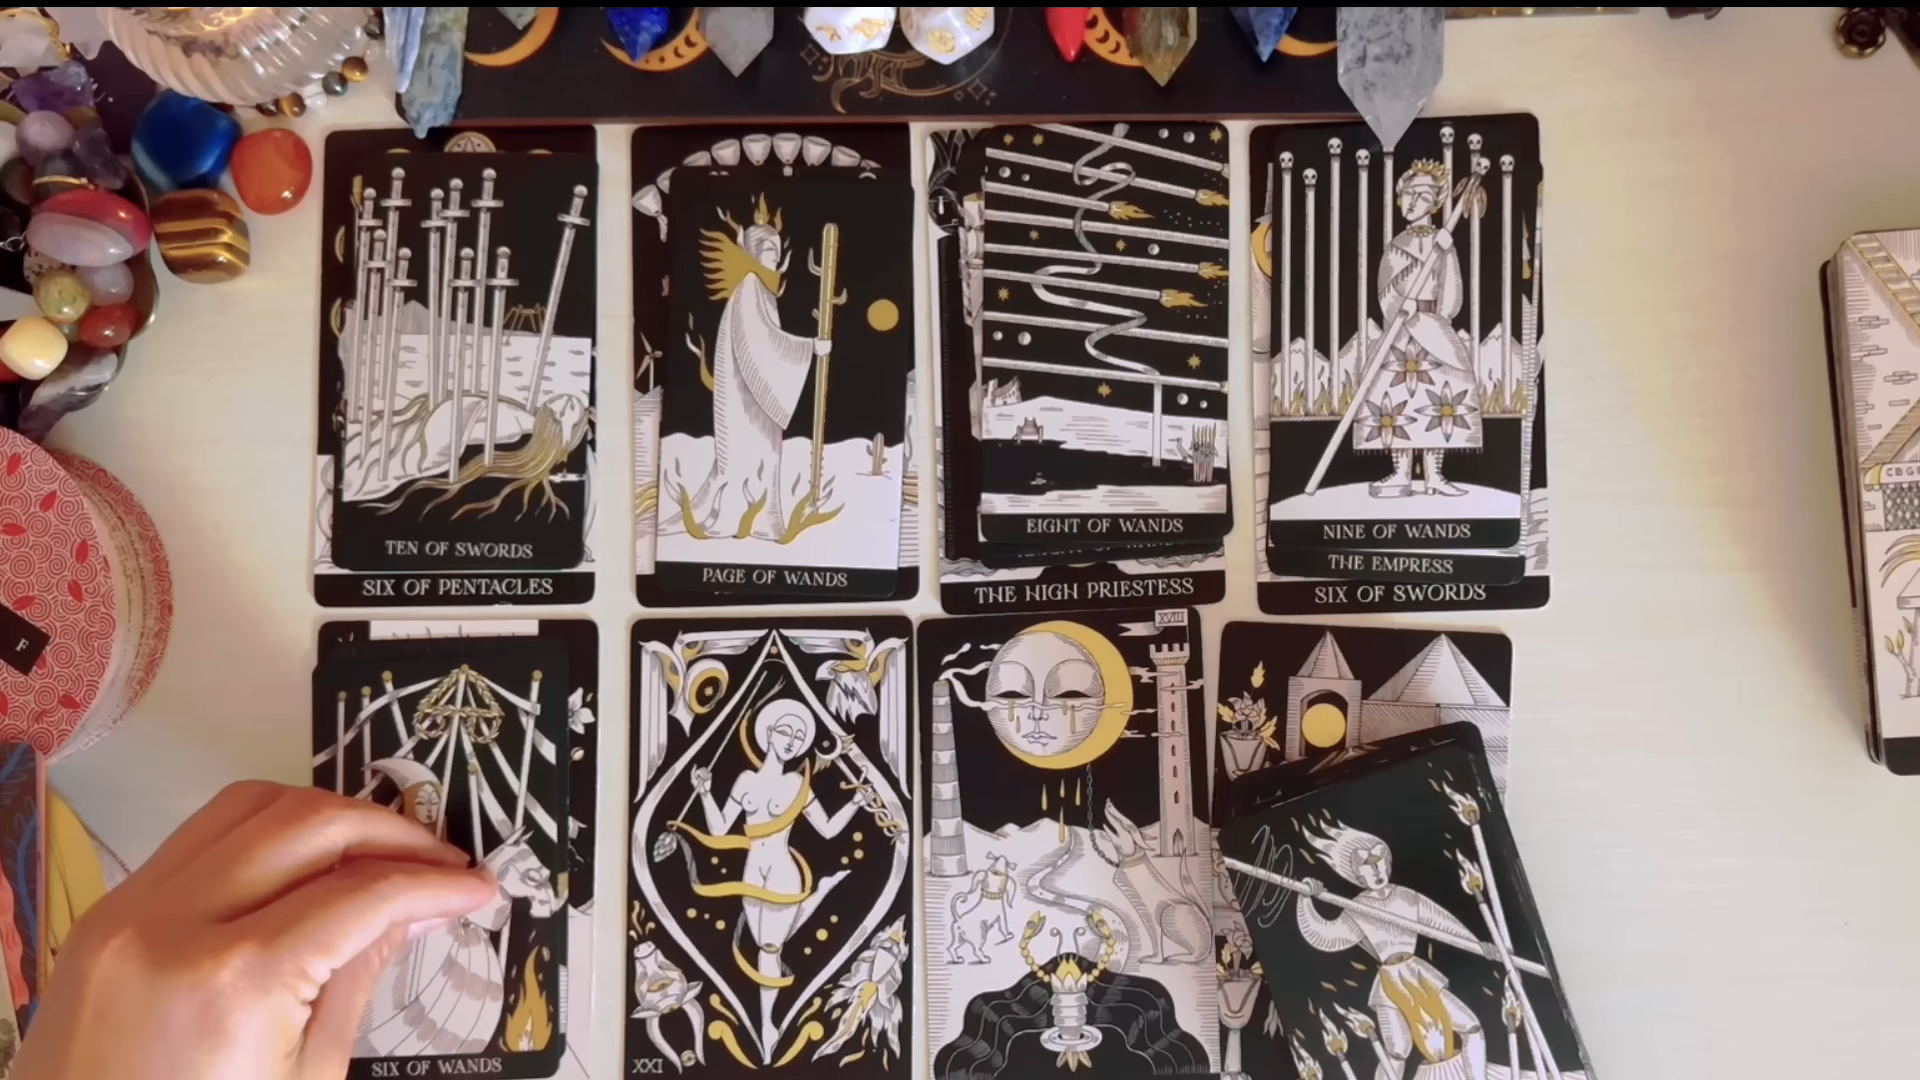 TEN OF SWORDS
SIX OF PENTACLES
PAGE OF WANDS
EIGHT OF WANDS
THE HIGH PRIESTESS
NINE OF WANDS
THE EMPRESS
SIX OF SWORDS
F
XVIII
SIX OF WANDS
XXI